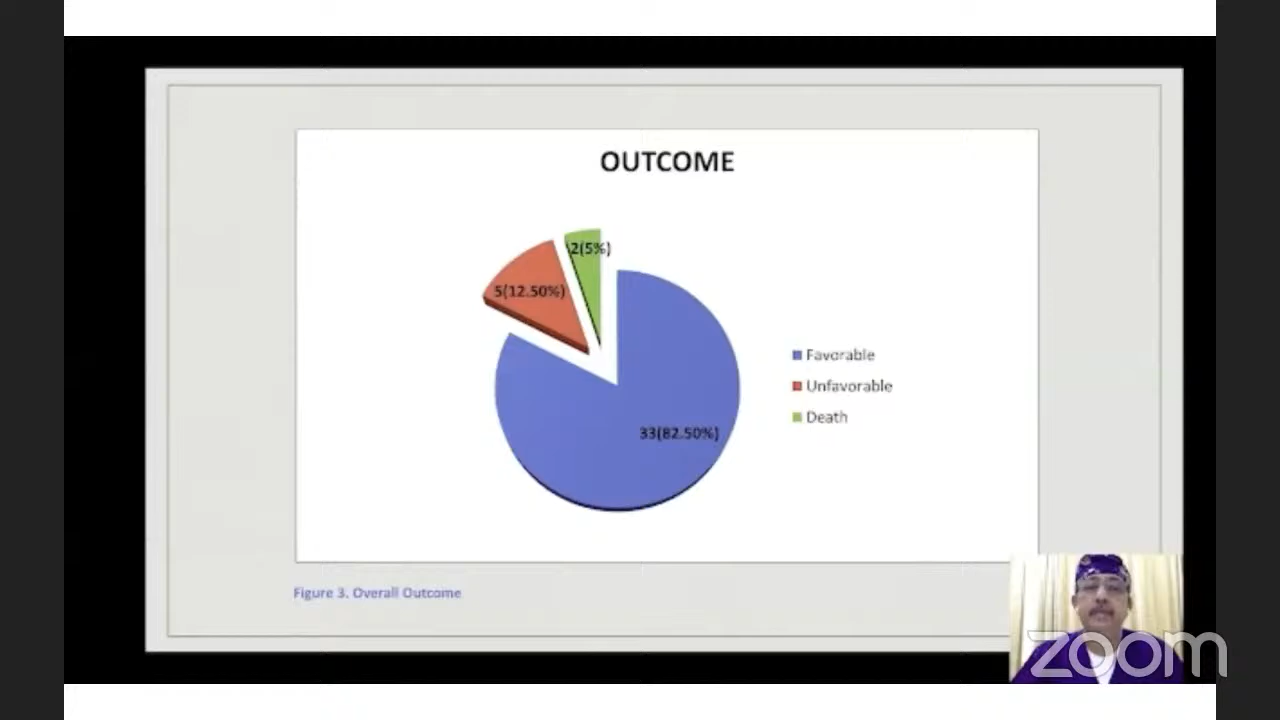 OUTCOME
2(5%)
5(12.50%)
33(82.50%)
Favorable
Unfavorable
Death
Figure 3. Overall Outcome
zoom